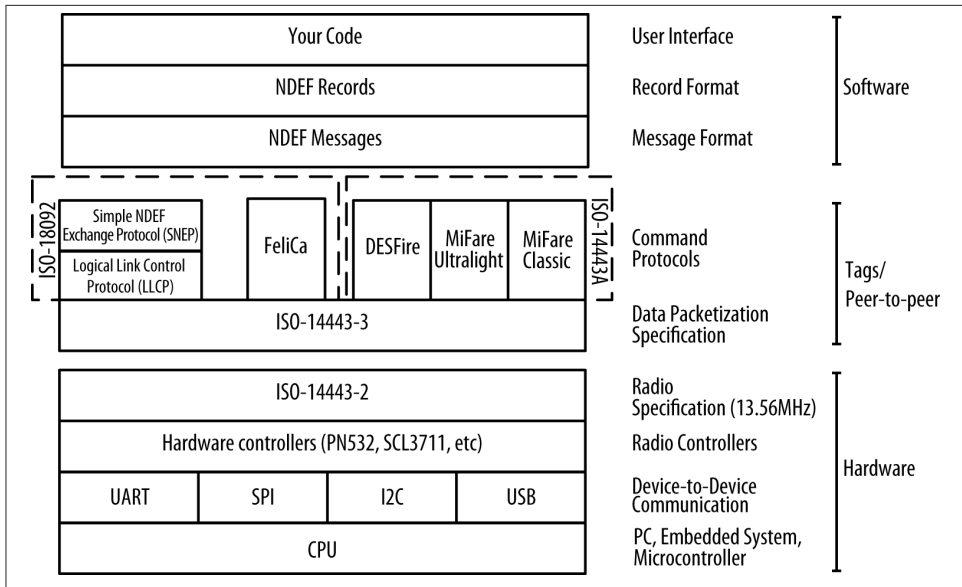 Your Code
User Interface
NDEF Records
Record Format
Software
NDEF Messages
Message Format
ISO-18092
Simple NDEF
Exchange Protocol (SNEP)
Logical Link Control
Protocol (LLCP)
FeliCa
DESFire
MiFare
Ultralight
MiFare
Classic
ISO-14443A
Command
Protocols
Tags/
Peer-to-peer
ISO-14443-3
Data Packetization
Specification
ISO-14443-2
Radio
Specification (13.56MHz)
Hardware controllers (PN532, SCL3711, etc)
Radio Controllers
Hardware
UART
SPI
I2C
USB
Device-to-Device
Communication
CPU
PC, Embedded System,
Microcontroller